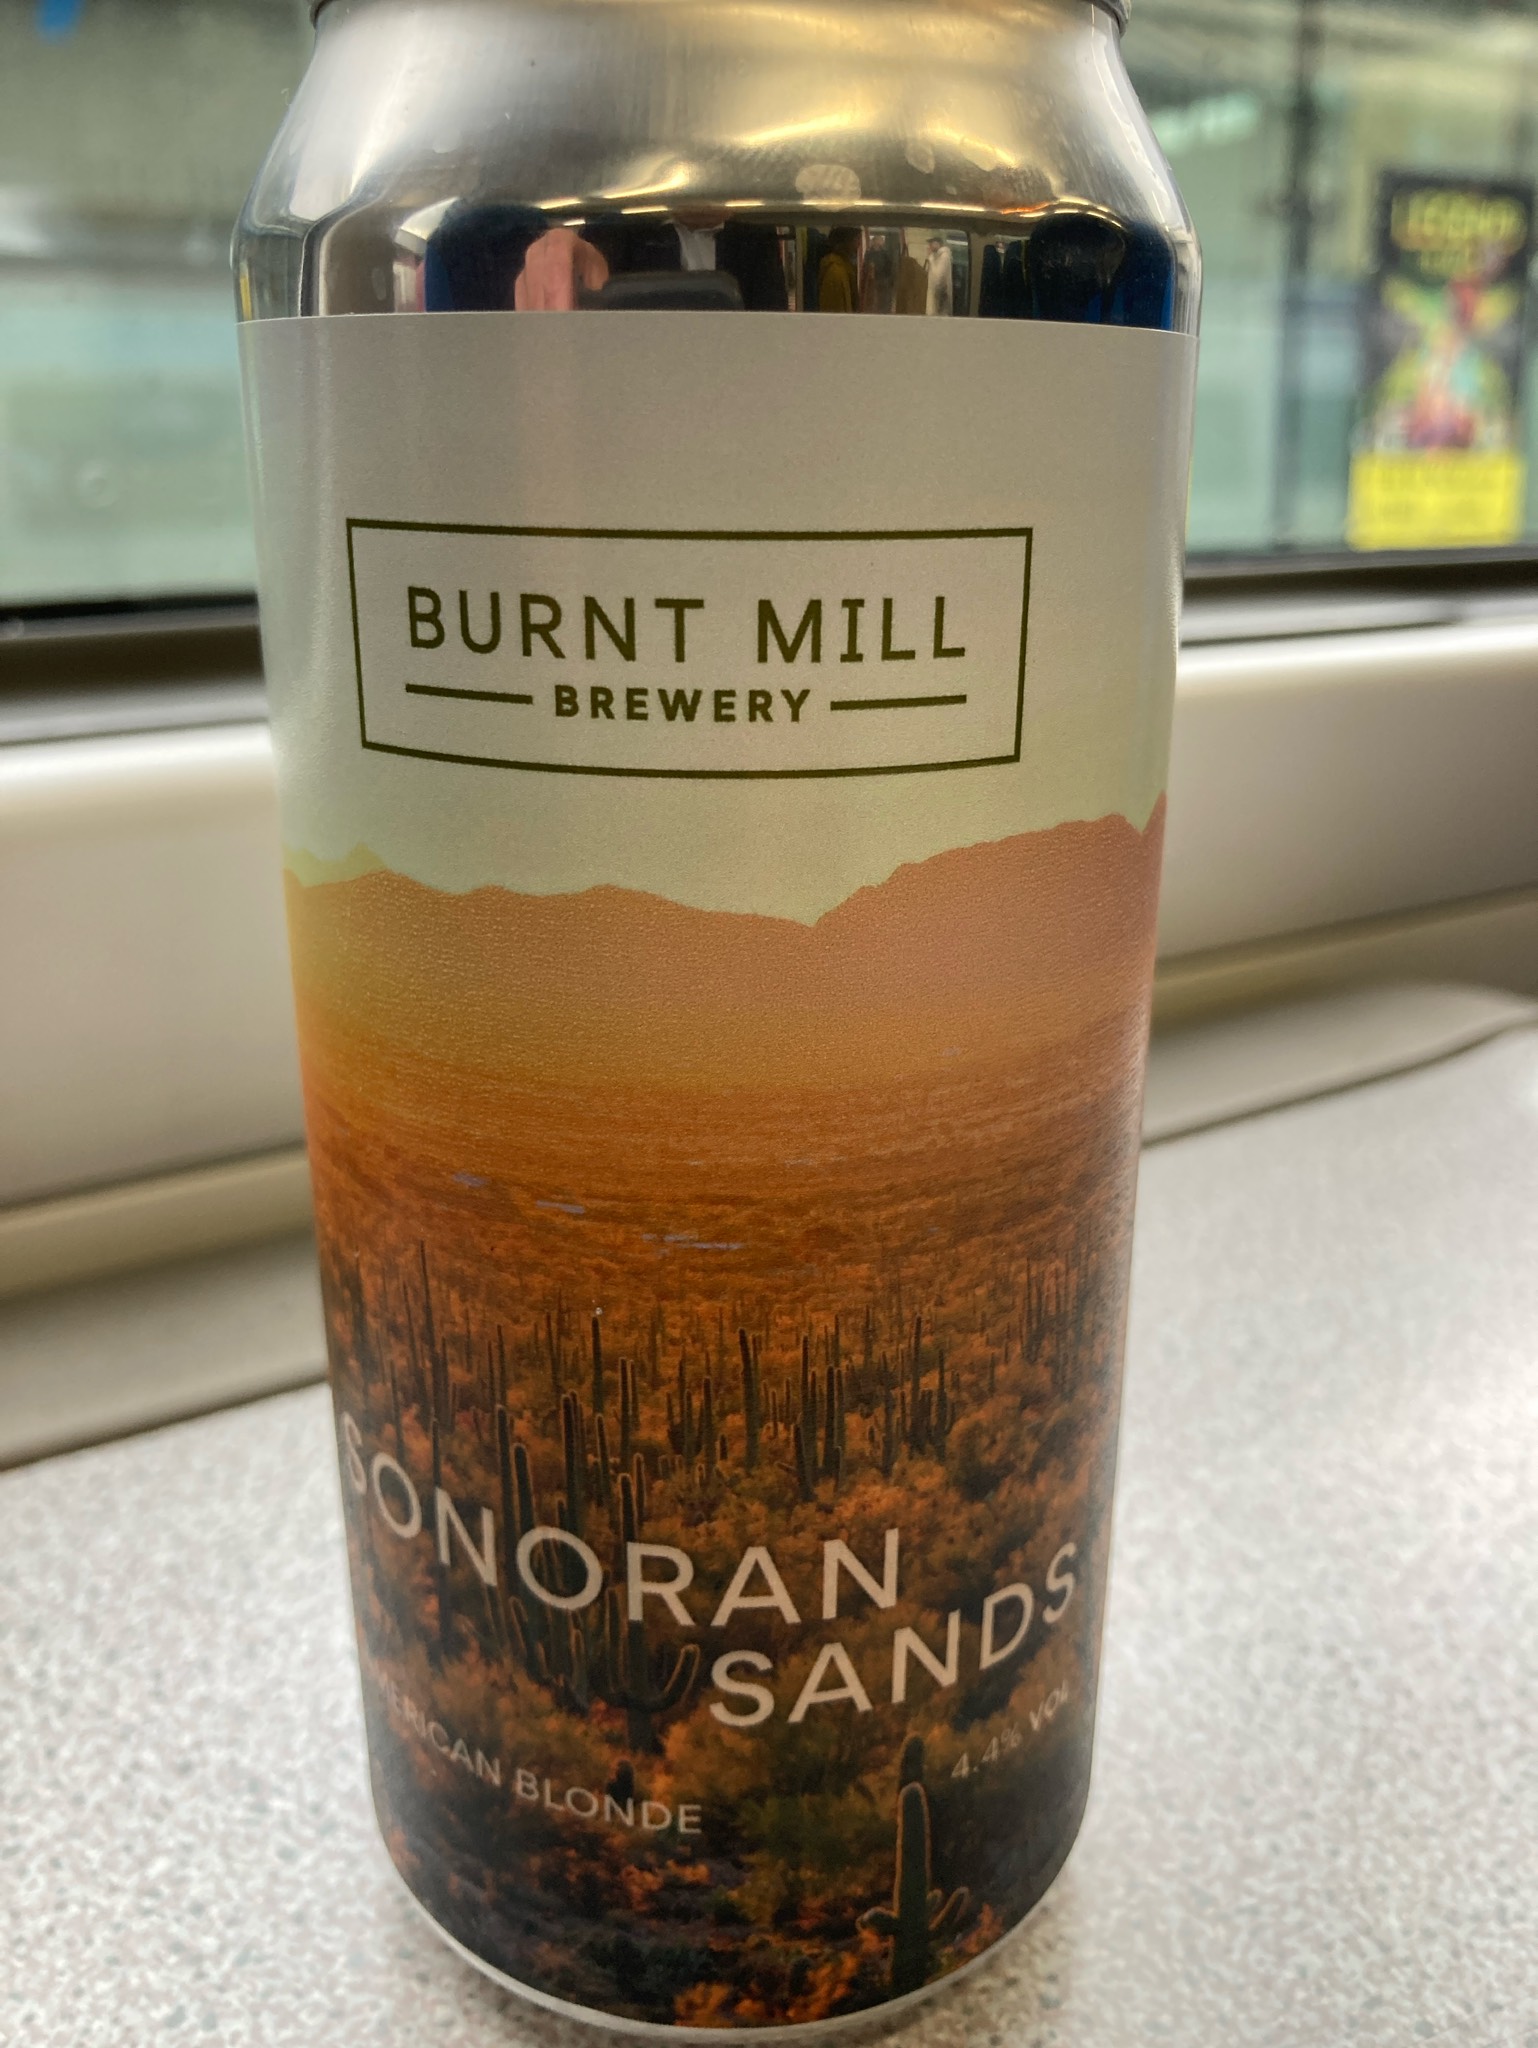 BURNT MILL
BREWERY
SONORAN
SANDS
AMERICAN BLONDE
4.4% VOL